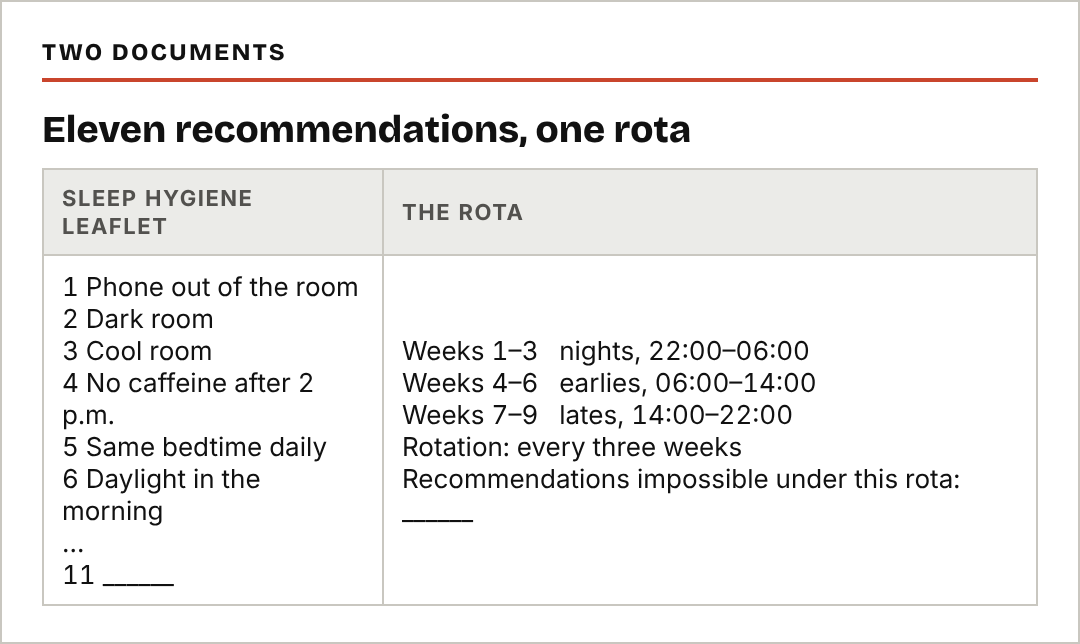 TWO DOCUMENTS
Eleven recommendations, one rota
SLEEP HYGIENE
LEAFLET
THE ROTA
1 Phone out of the room
2 Dark room
3 Cool room
4 No caffeine after 2
p.m.
5 Same bedtime daily
6 Daylight in the
morning
...
11 ______
Weeks 1–3   nights, 22:00–06:00
Weeks 4–6   earlies, 06:00–14:00
Weeks 7–9   lates, 14:00–22:00
Rotation: every three weeks
Recommendations impossible under this rota:
______